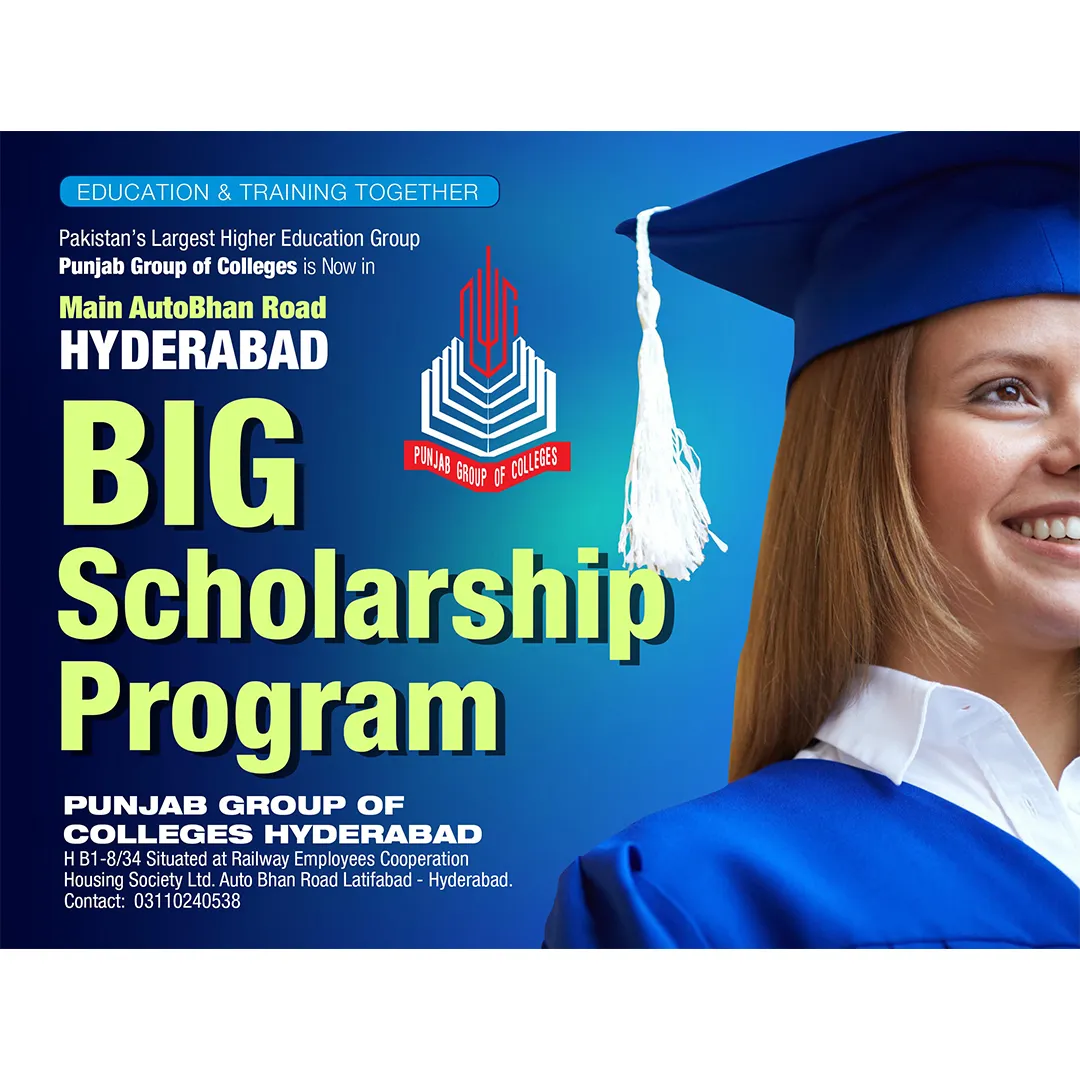 EDUCATION & TRAINING TOGETHER
Pakistan's Largest Higher Education Group
Punjab Group of Colleges is Now in
Main AutoBhan Road
HYDERABAD
PUNJAB GROUP OF COLLEGES
BIG
Scholarship
Program
PUNJAB GROUP OF
COLLEGES HYDERABAD
H B1-8/34 Situated at Railway Employees Cooperation
Housing Society Ltd. Auto Bhan Road Latifabad - Hyderabad.
Contact: 03110240538